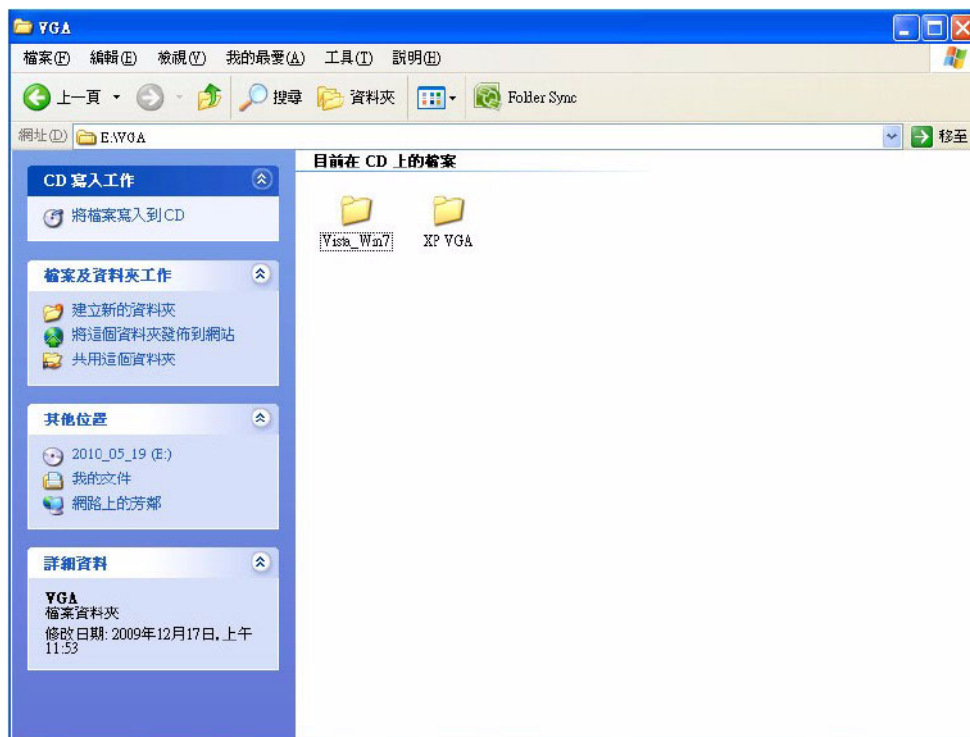 VGA
檔案(F) 編輯(E) 檢視(V) 我的最愛(A) 工具(T) 說明(H)
上一頁 搜尋 資料夾 Folder Sync
網址(D) E:\VGA 移至
CD 寫入工作
將檔案寫入到 CD
檔案及資料夾工作
建立新的資料夾
將這個資料夾發佈到網站
共用這個資料夾
其他位置
2010_05_19 (E:)
我的文件
網路上的芳鄰
詳細資料
VGA
檔案資料夾
修改日期: 2009年12月17日, 上午
11:53
目前在 CD 上的檔案
Vista_Win7 XP VGA